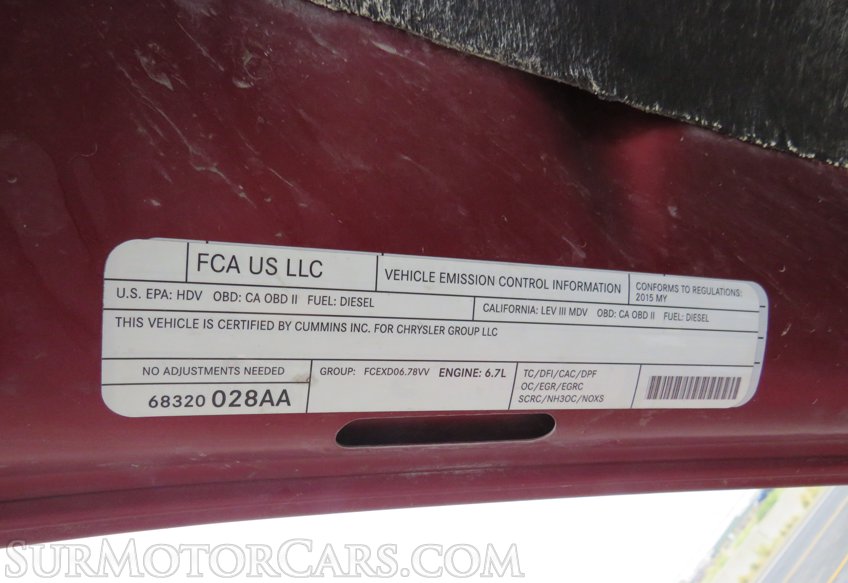 FCA US LLC
VEHICLE EMISSION CONTROL INFORMATION
CONFORMS TO REGULATIONS:
2015 MY
U.S. EPA: HDV OBD: CA OBD II FUEL: DIESEL
CALIFORNIA: LEV III MDV OBD: CA OBD II FUEL: DIESEL
THIS VEHICLE IS CERTIFIED BY CUMMINS INC. FOR CHRYSLER GROUP LLC
NO ADJUSTMENTS NEEDED
68320 028AA
GROUP: FCEXD06.78VV ENGINE: 6.7L
TC/DFI/CAC/DPF
OC/EGR/EGRC
SCRC/NH3OC/NOXS
SURMOTORCARS.COM